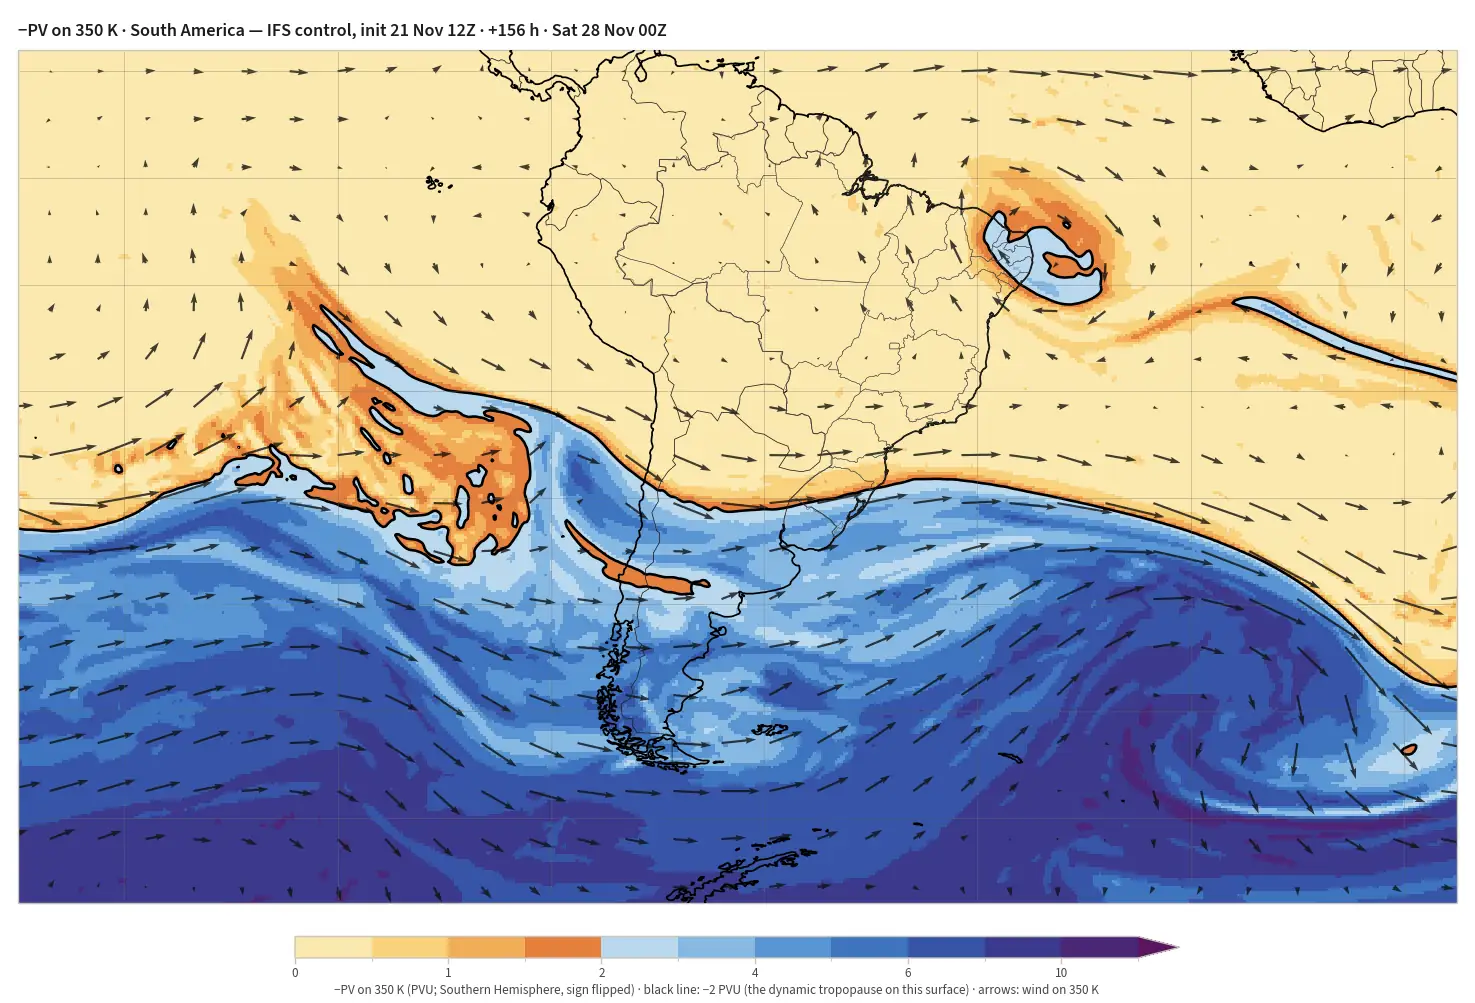 −PV on 350 K · South America — IFS control, init 21 Nov 12Z · +156 h · Sat 28 Nov 00Z
0 1 2 4 6 10
−PV on 350 K (PVU; Southern Hemisphere, sign flipped) · black line: −2 PVU (the dynamic tropopause on this surface) · arrows: wind on 350 K